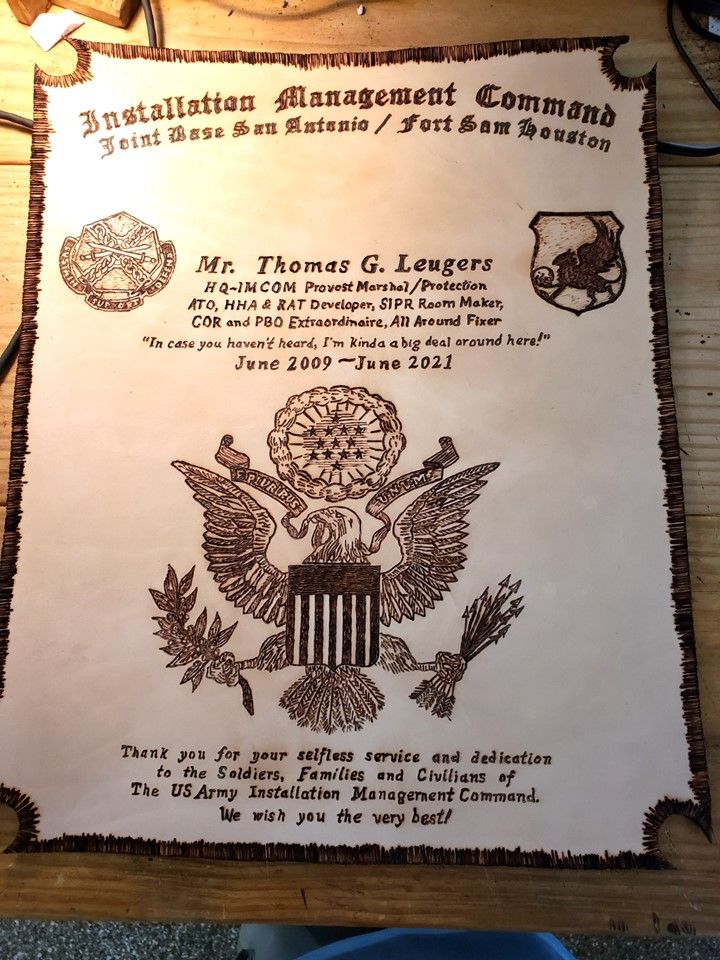 Installation Management Command
Joint Base San Antonio / Fort Sam Houston
Mr. Thomas G. Leugers
HQ-IMCOM Provost Marshal/Protection
ATO, HHA & RAT Developer, SIPR Room Maker,
COR and PBO Extraordinaire, All Around Fixer
"In case you haven't heard, I'm kinda a big deal around here!"
June 2009 ~ June 2021
Thank you for your selfless service and dedication
to the Soldiers, Families and Civilians of
The US Army Installation Management Command.
We wish you the very best!